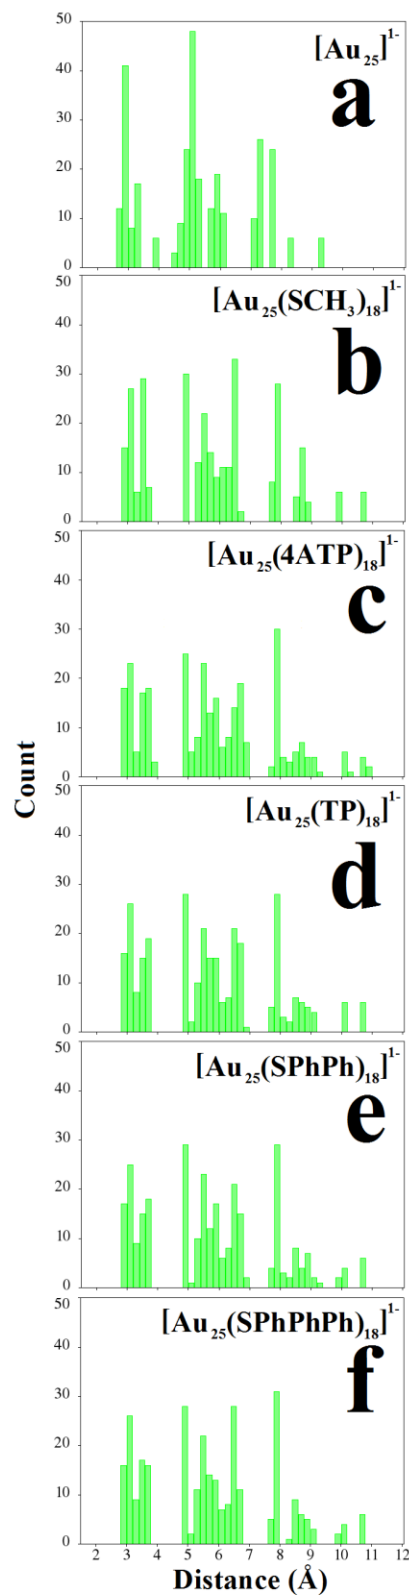 [Au25]1-
a
50
40
30
20
10
0
[Au25(SCH3)18]1-
b
50
40
30
20
10
0
[Au25(4ATP)18]1-
c
50
40
30
20
10
0
Count
[Au25(TP)18]1-
d
50
40
30
20
10
0
[Au25(SPhPh)18]1-
e
50
40
30
20
10
0
[Au25(SPhPhPh)18]1-
f
50
40
30
20
10
0
2 3 4 5 6 7 8 9 10 11 12
Distance (Å)